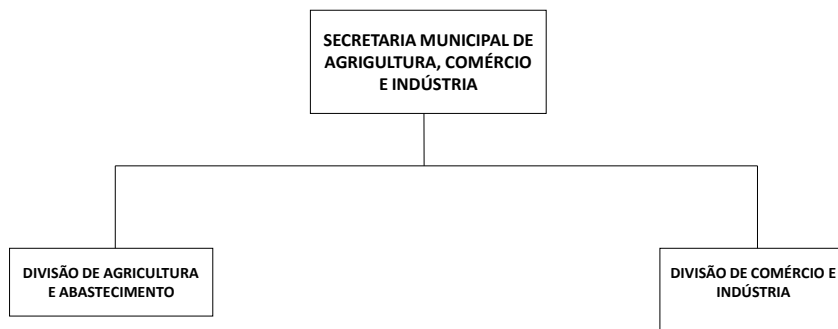 SECRETARIA MUNICIPAL DE
AGRIGULTURA, COMÉRCIO
E INDÚSTRIA
DIVISÃO DE AGRICULTURA
E ABASTECIMENTO
DIVISÃO DE COMÉRCIO E
INDÚSTRIA